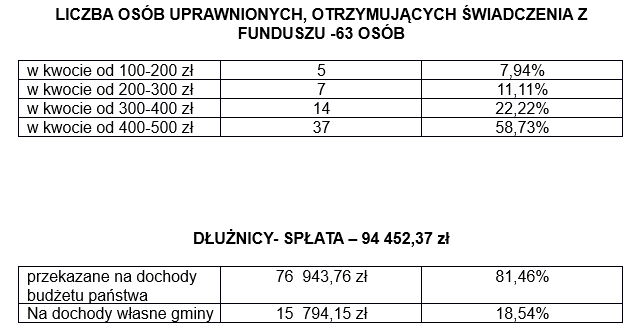 LICZBA OSÓB UPRAWNIONYCH, OTRZYMUJĄCYCH ŚWIADCZENIA Z
FUNDUSZU -63 OSÓB
w kwocie od 100-200 zł 5 7,94%
w kwocie od 200-300 zł 7 11,11%
w kwocie od 300-400 zł 14 22,22%
w kwocie od 400-500 zł 37 58,73%
DŁUŻNICY- SPŁATA – 94 452,37 zł
przekazane na dochody 76 943,76 zł 81,46%
budżetu państwa
Na dochody własne gminy 15 794,15 zł 18,54%